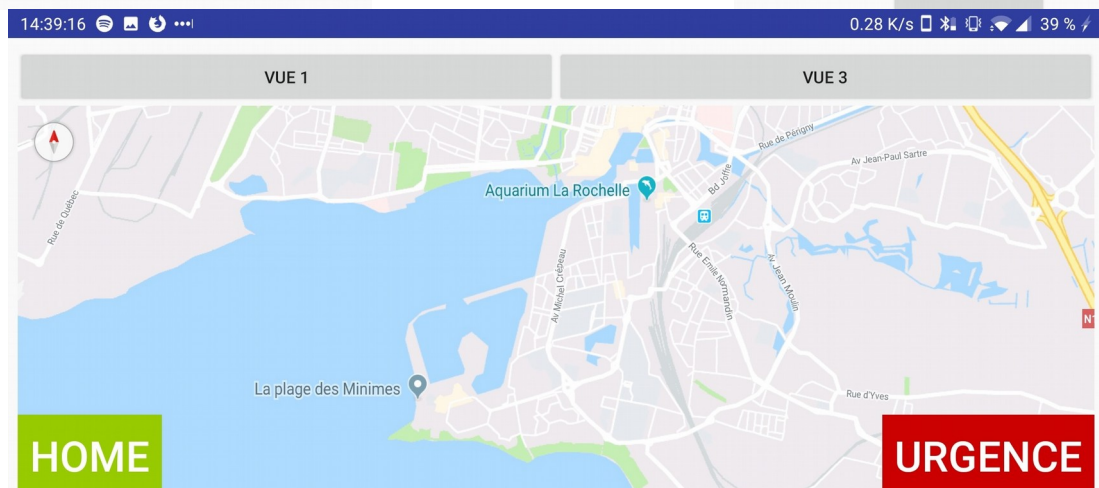 14:39:16
0.28 K/s 39 %
VUE 1
VUE 3
Rue de Périgny
Av Jean-Paul Sartre
Bd Joffre
Aquarium La Rochelle
Rue de Québec
Av Michel Crépeau
Rue Emile Normandin
Av. Jean Moulin
La plage des Minimes
Rue d'Yves
HOME
URGENCE